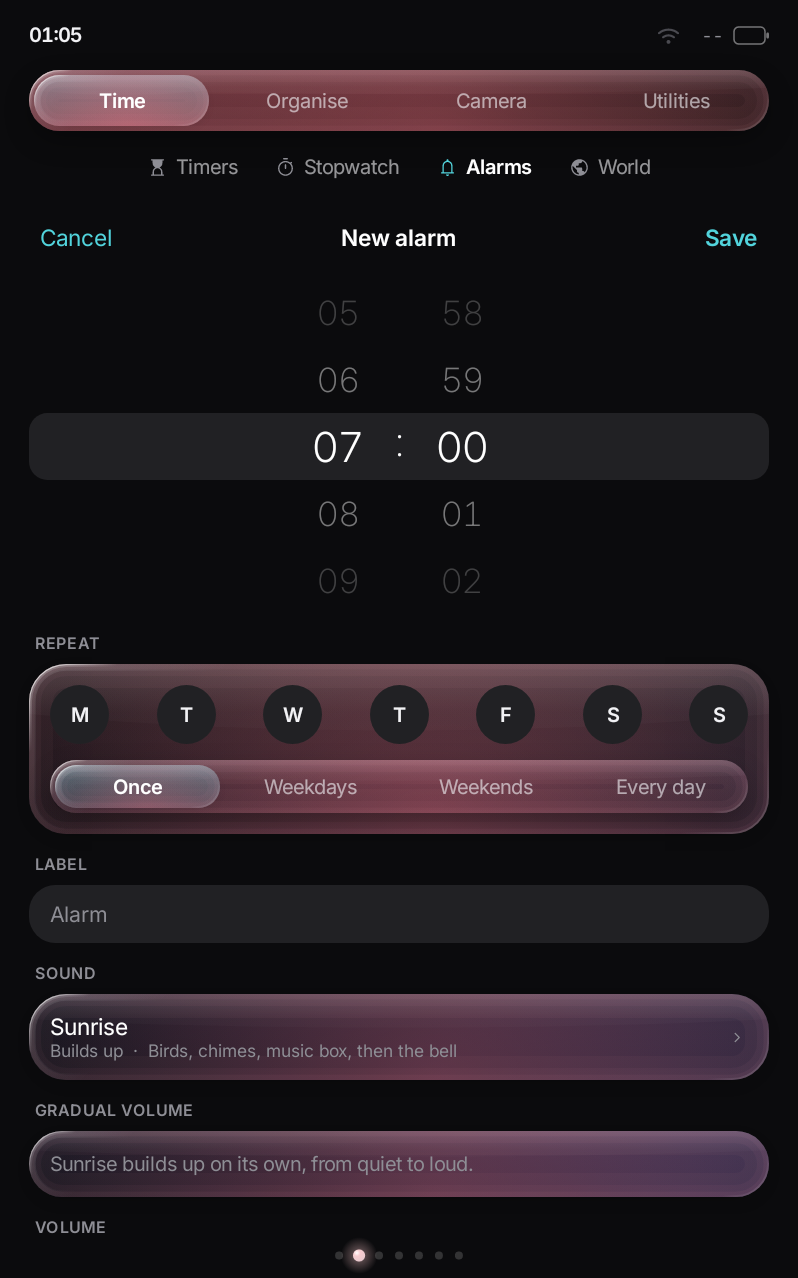 01:05 --
Time Organise Camera Utilities
Timers Stopwatch Alarms World
Cancel New alarm Save
05 58
06 59
07 : 00
08 01
09 02
REPEAT
M T W T F S S
Once Weekdays Weekends Every day
LABEL
Alarm
SOUND
Sunrise
Builds up · Birds, chimes, music box, then the bell
GRADUAL VOLUME
Sunrise builds up on its own, from quiet to loud.
VOLUME